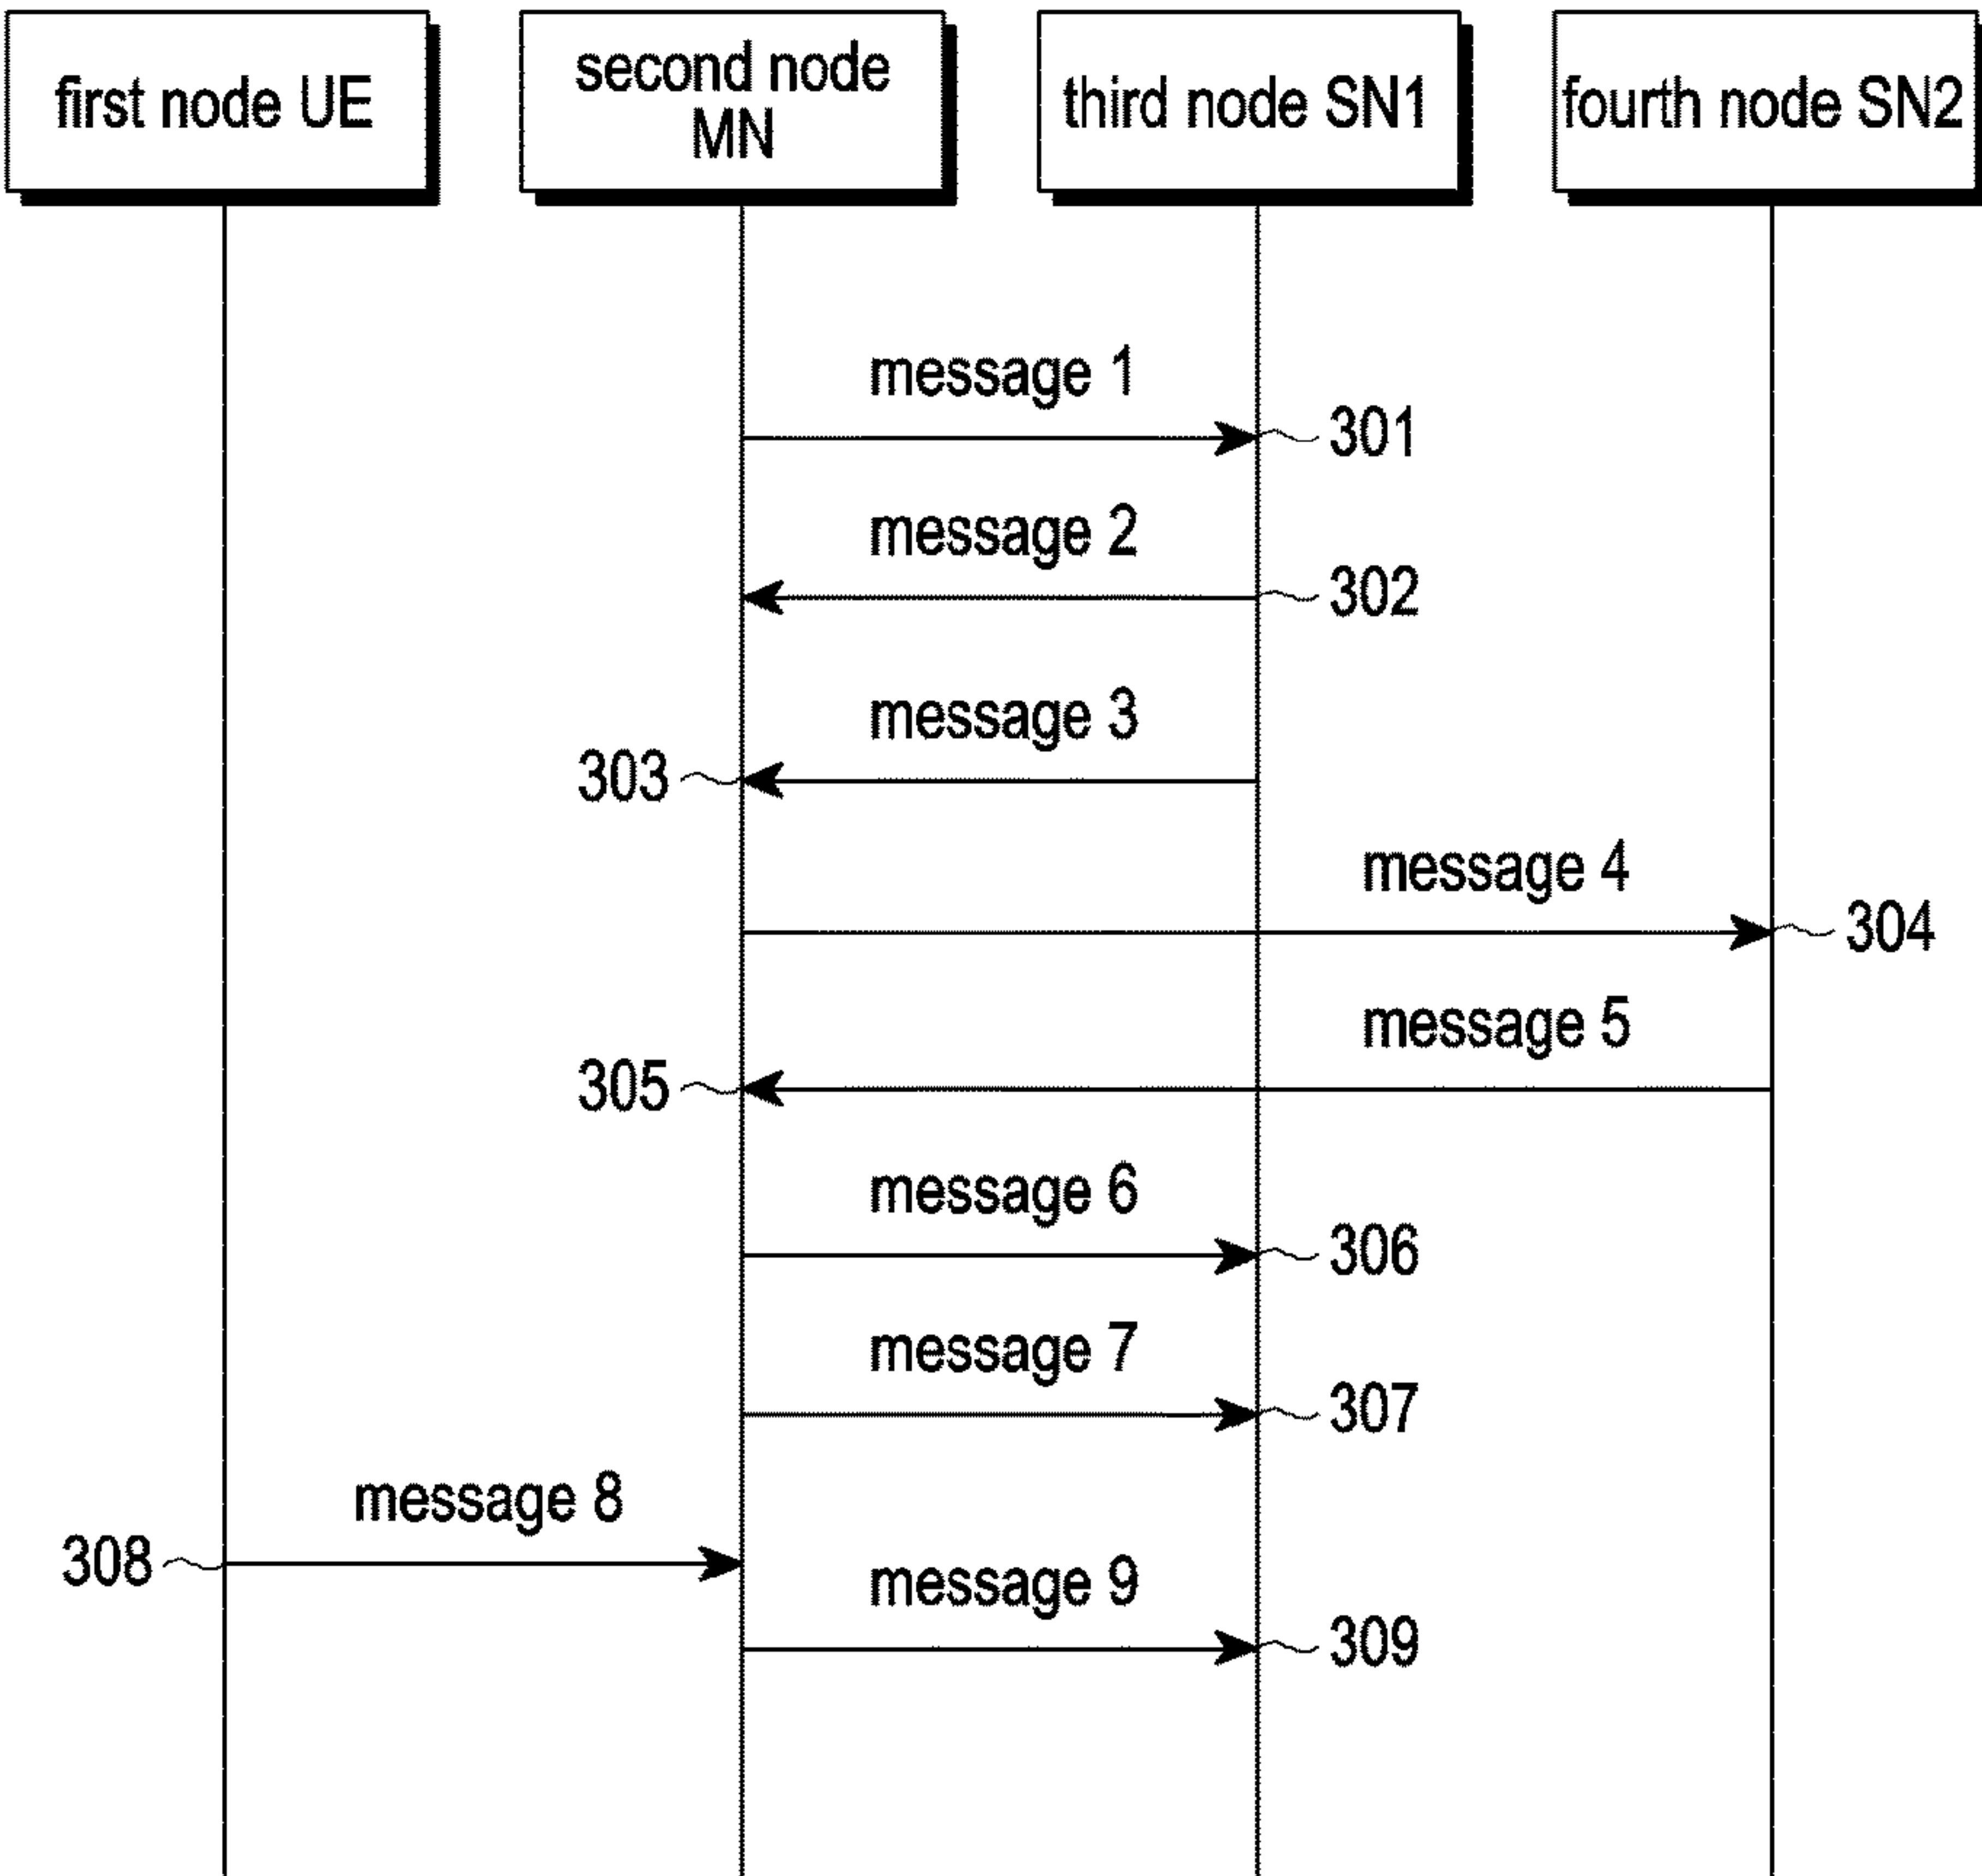 first node UE
second node
MN
third node SN1
fourth node SN2
message 1
301
message 2
302
message 3
303
message 4
304
message 5
305
message 6
306
message 7
307
message 8
308
message 9
309